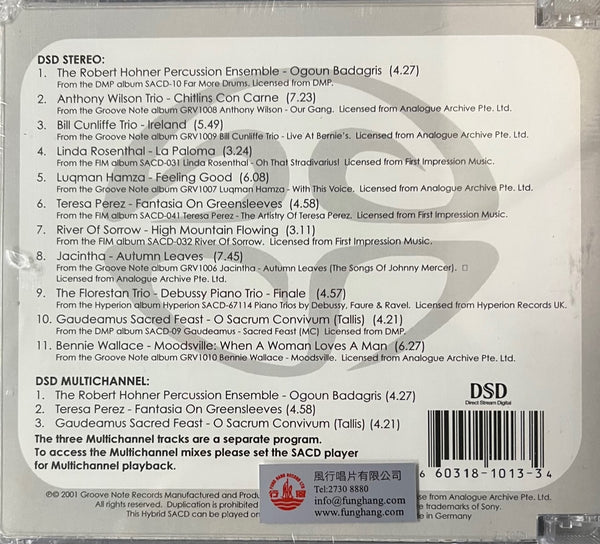 DSD STEREO:
1. The Robert Hohner Percussion Ensemble - Ogoun Badagris (4.27)
From the DMP album SACD-10 Far More Drums. Licensed from DMP.
2. Anthony Wilson Trio - Chitlins Con Carne (7.23)
From the Groove Note album GRV1008 Anthony Wilson - Our Gang. Licensed from Analogue Archive Pte. Ltd.
3. Bill Cunliffe Trio - Ireland (5.49)
From the Groove Note album GRV1009 Bill Cunliffe Trio - Live At Bernie's. Licensed from Analogue Archive Pte. Ltd.
4. Linda Rosenthal - La Paloma (3.24)
From the FIM album SACD-031 Linda Rosenthal - Oh That Stradivarius! Licensed from First Impression Music.
5. Luqman Hamza - Feeling Good (6.08)
From the Groove Note album GRV1007 Luqman Hamza - With This Voice. Licensed from Analogue Archive Pte. Ltd.
6. Teresa Perez - Fantasia On Greensleeves (4.58)
From the FIM album SACD-041 Teresa Perez - The Artistry Of Teresa Perez. Licensed from First Impression Music.
7. River Of Sorrow - High Mountain Flowing (3.11)
From the FIM album SACD-032 River Of Sorrow. Licensed from First Impression Music.
8. Jacintha - Autumn Leaves (7.45)
From the Groove Note album GRV1006 Jacintha - Autumn Leaves (The Songs Of Johnny Mercer).
Licensed from Analogue Archive Pte. Ltd.
9. The Florestan Trio - Debussy Piano Trio - Finale (4.57)
From the Hyperion album Hyperion SACD-67114 Piano Trios by Debussy, Faure & Ravel. Licensed from Hyperion Records UK.
10. Gaudeamus Sacred Feast - O Sacrum Convivum (Tallis) (4.21)
From the DMP album SACD-09 Gaudeamus - Sacred Feast (MC) Licensed from DMP.
11. Bennie Wallace - Moodsville: When A Woman Loves A Man (6.27)
From the Groove Note album GRV1010 Bennie Wallace - Moodsville. Licensed from Analogue Archive Pte. Ltd.
DSD MULTICHANNEL:
1. The Robert Hohner Percussion Ensemble - Ogoun Badagris (4.27)
2. Teresa Perez - Fantasia On Greensleeves (4.58)
3. Gaudeamus Sacred Feast - O Sacrum Convivum (Tallis) (4.21)
The three Multichannel tracks are a separate program.
To access the Multichannel mixes please set the SACD player
for Multichannel playback.
DSD
Direct Stream Digital
6 60318-1013-3 4
FUNG HANG RECORD LTD
風行
風行唱片有限公司
Tel:2730 8880
info@funghang.com
www.funghang.com
℗© 2001 Groove Note Records Manufactured and Produ
nse from Analogue Archive Pte. Ltd.
All rights reserved. Duplication is prohibited
trademarks of Sony.
This Hybrid SACD can be played on
in Germany